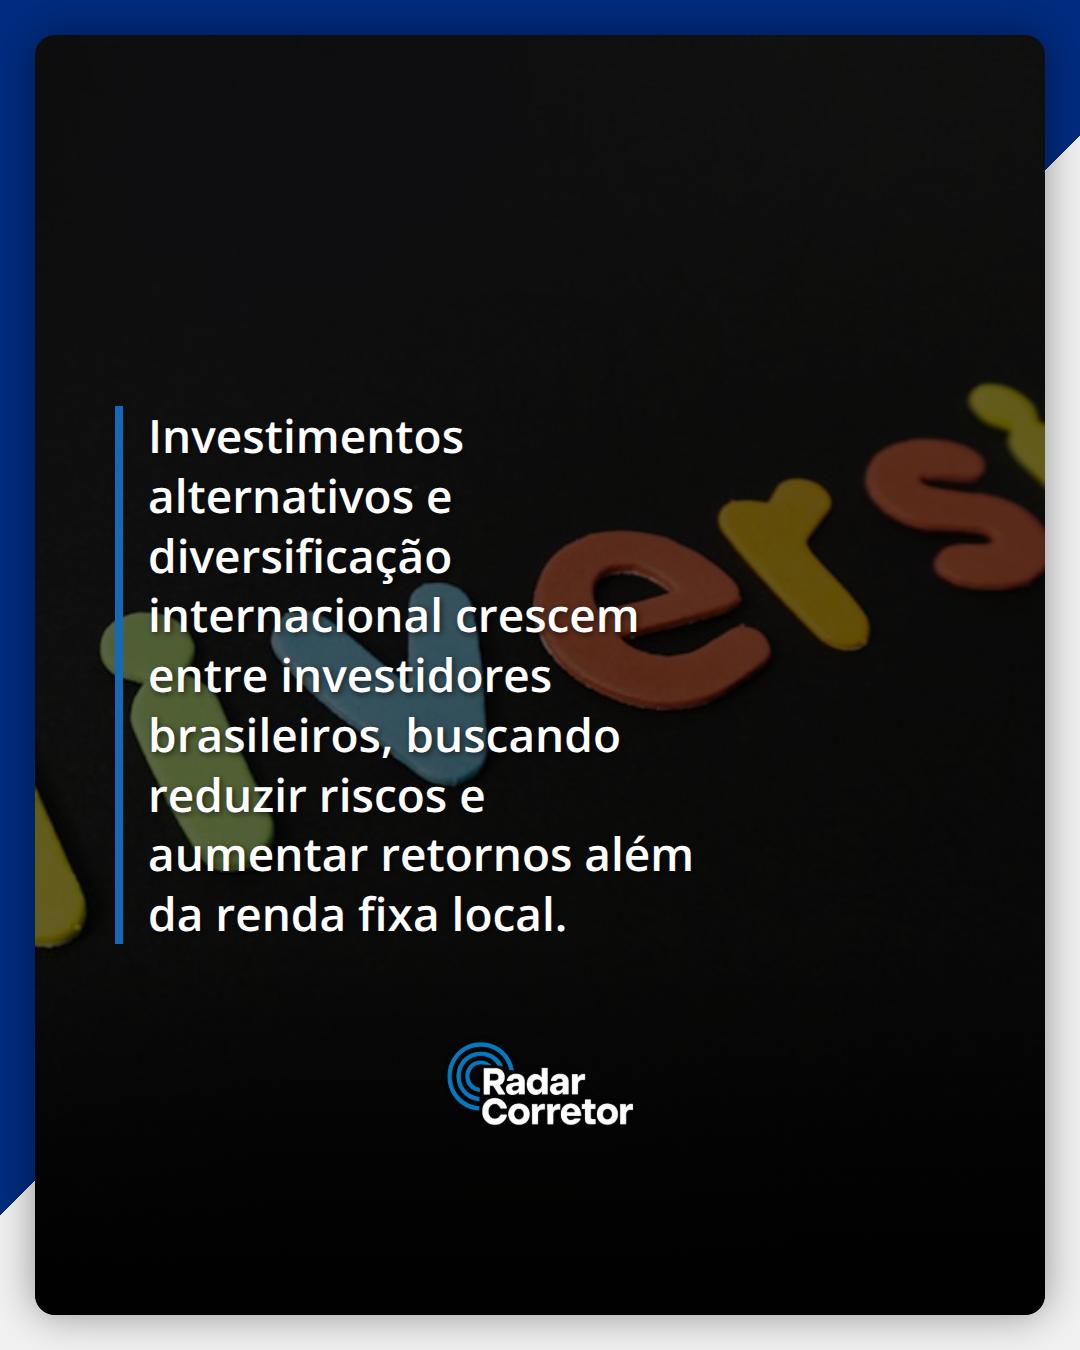 Investimentos
alternativos e
diversificação
internacional crescem
entre investidores
brasileiros, buscando
reduzir riscos e
aumentar retornos além
da renda fixa local.
iversi
Radar
Corretor